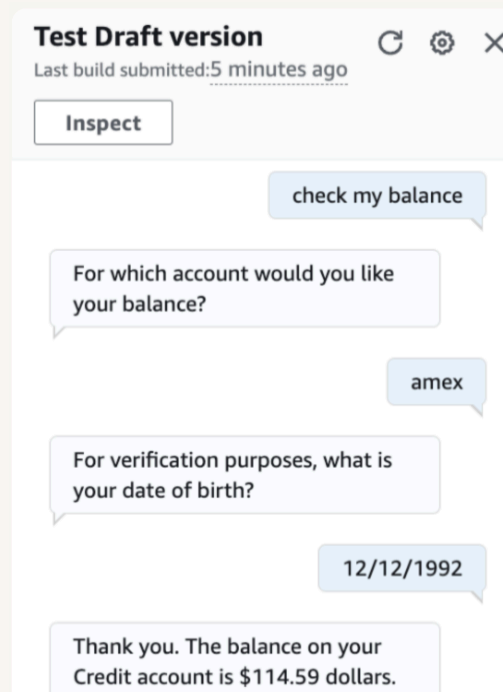 Test Draft version
Last build submitted:5 minutes ago
Inspect
check my balance
For which account would you like
your balance?
amex
For verification purposes, what is
your date of birth?
12/12/1992
Thank you. The balance on your
Credit account is $114.59 dollars.